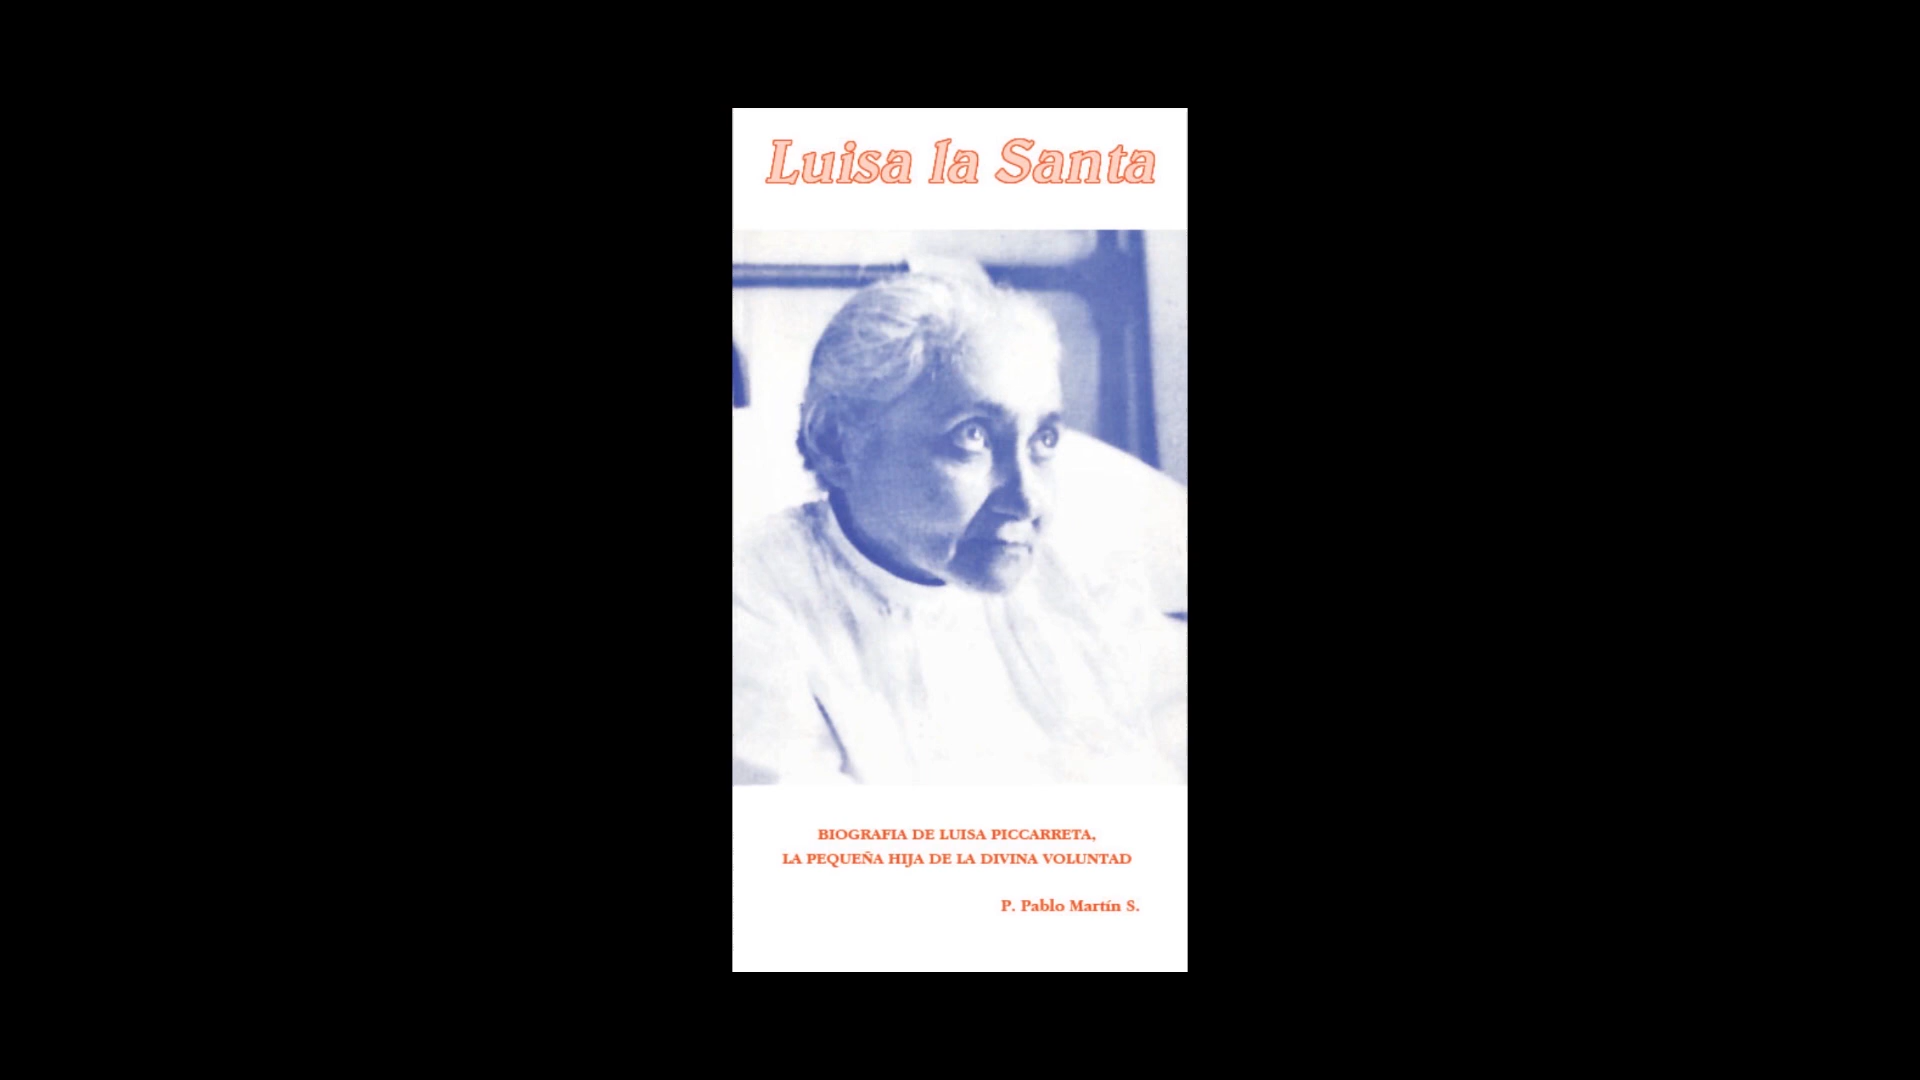 Luisa la Santa
BIOGRAFIA DE LUISA PICCARRETA,
LA PEQUEÑA HIJA DE LA DIVINA VOLUNTAD
P. Pablo Martín S.